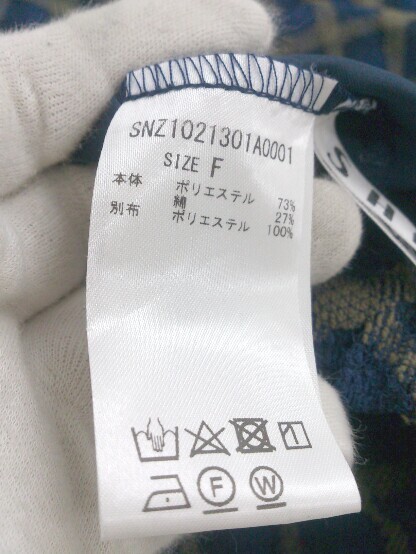 SNZ1021301A0001
SIZE F
本体 ポリエステル 73%
綿 27%
別布 ポリエステル 100%
F W
SH